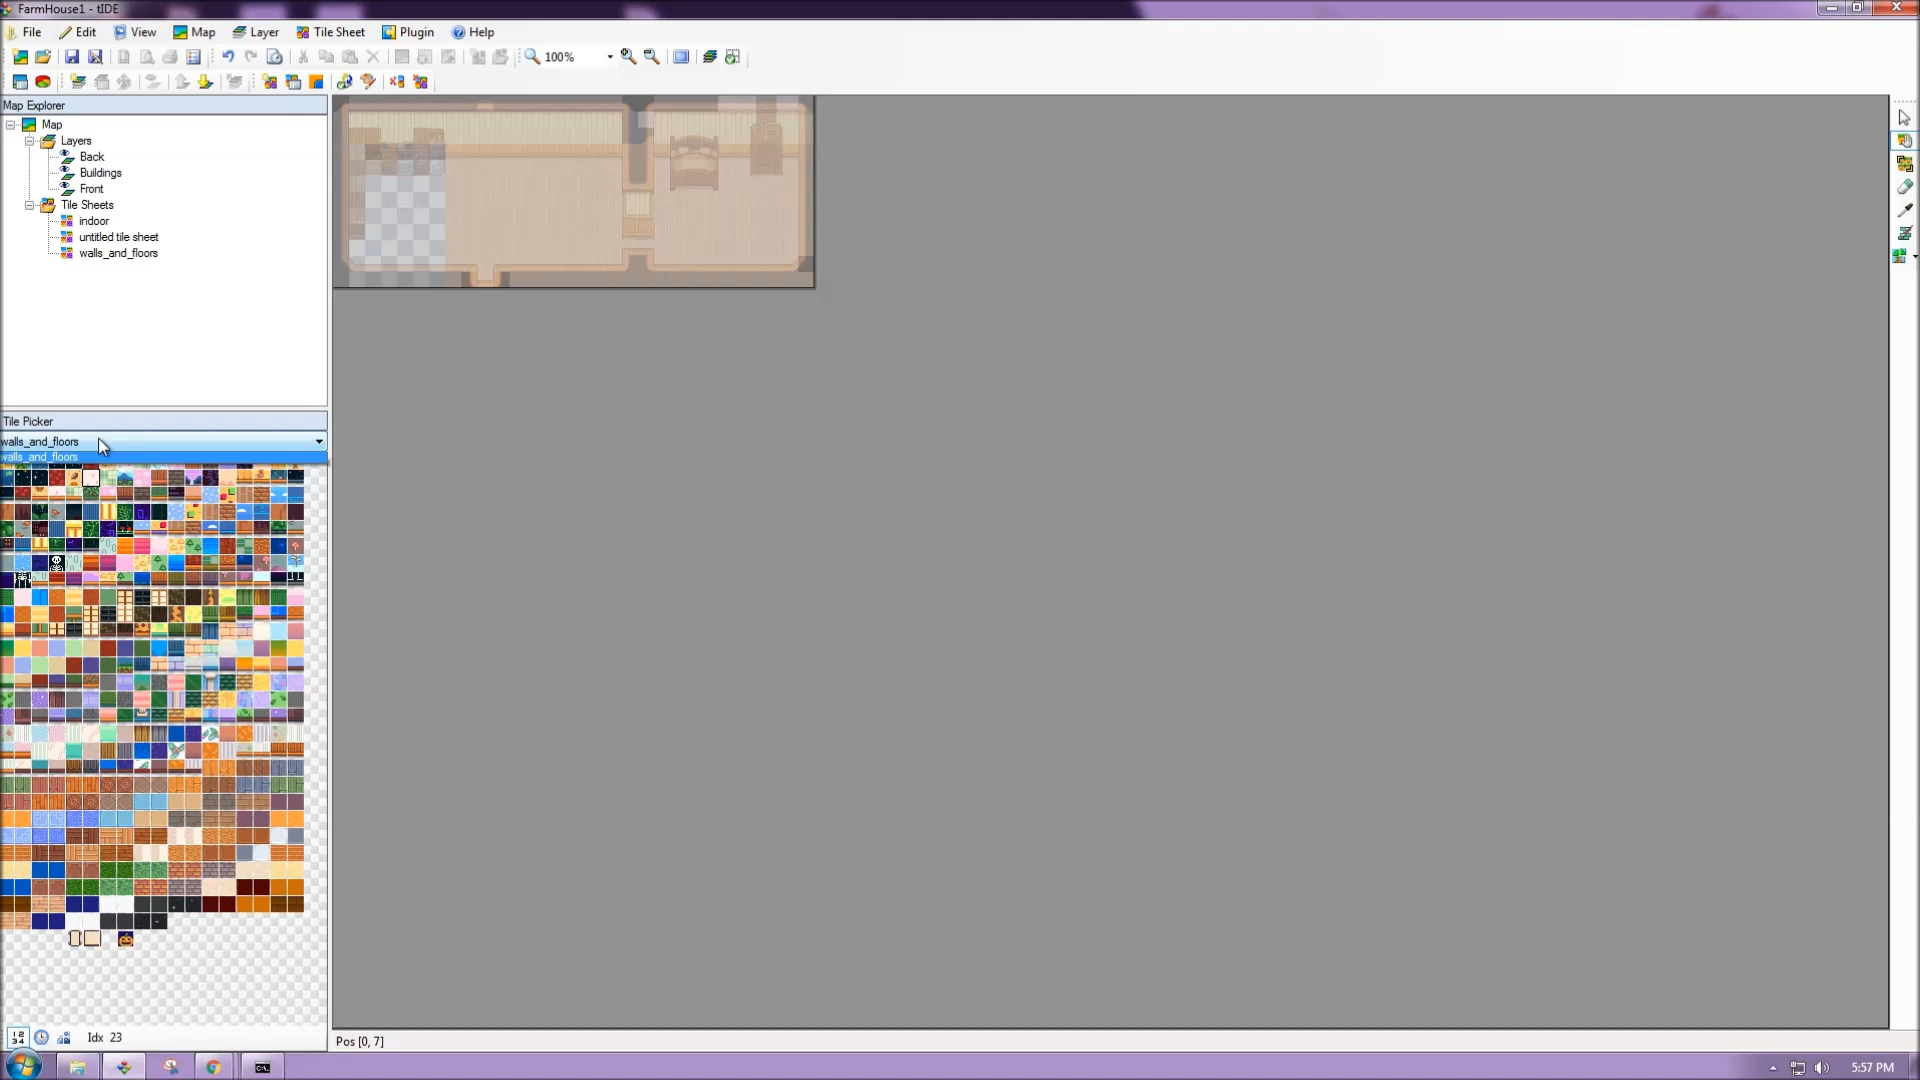 FarmHouse1 - tIDE
File Edit View Map Layer Tile Sheet Plugin Help
100%
Map Explorer
Map
Layers
Back
Buildings
Front
Tile Sheets
indoor
untitled tile sheet
walls_and_floors
Tile Picker
walls_and_floors
walls_and_floors
Idx 23
Pos [0, 7]
5:57 PM